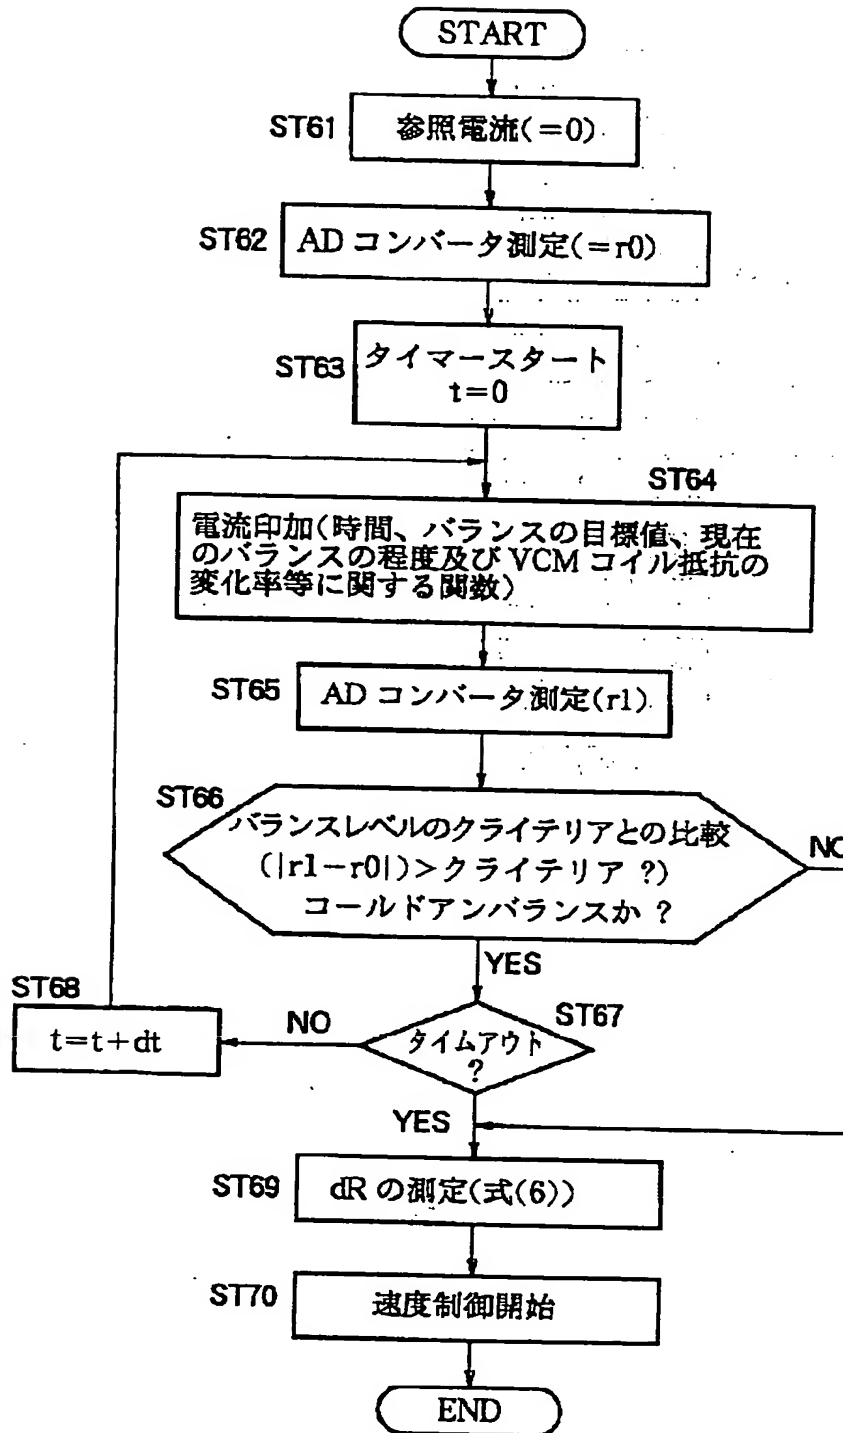 START
ST61
参照電流(=0)
ST62
ADコンバータ測定(=r0)
ST63
タイマースタート
t=0
ST64
電流印加(時間、バランスの目標値、現在
のバランスの程度及びVCMコイル抵抗の
変化率等に関する関数)
ST65
ADコンバータ測定(r1)
ST66
バランスレベルのクライテリアとの比較
(|r1-r0|)>クライテリア ?)
コールドアンバランスか ?
NO
YES
ST68
t=t+dt
NO
ST67
タイムアウト
?
YES
ST69
dRの測定(式(6))
ST70
速度制御開始
END